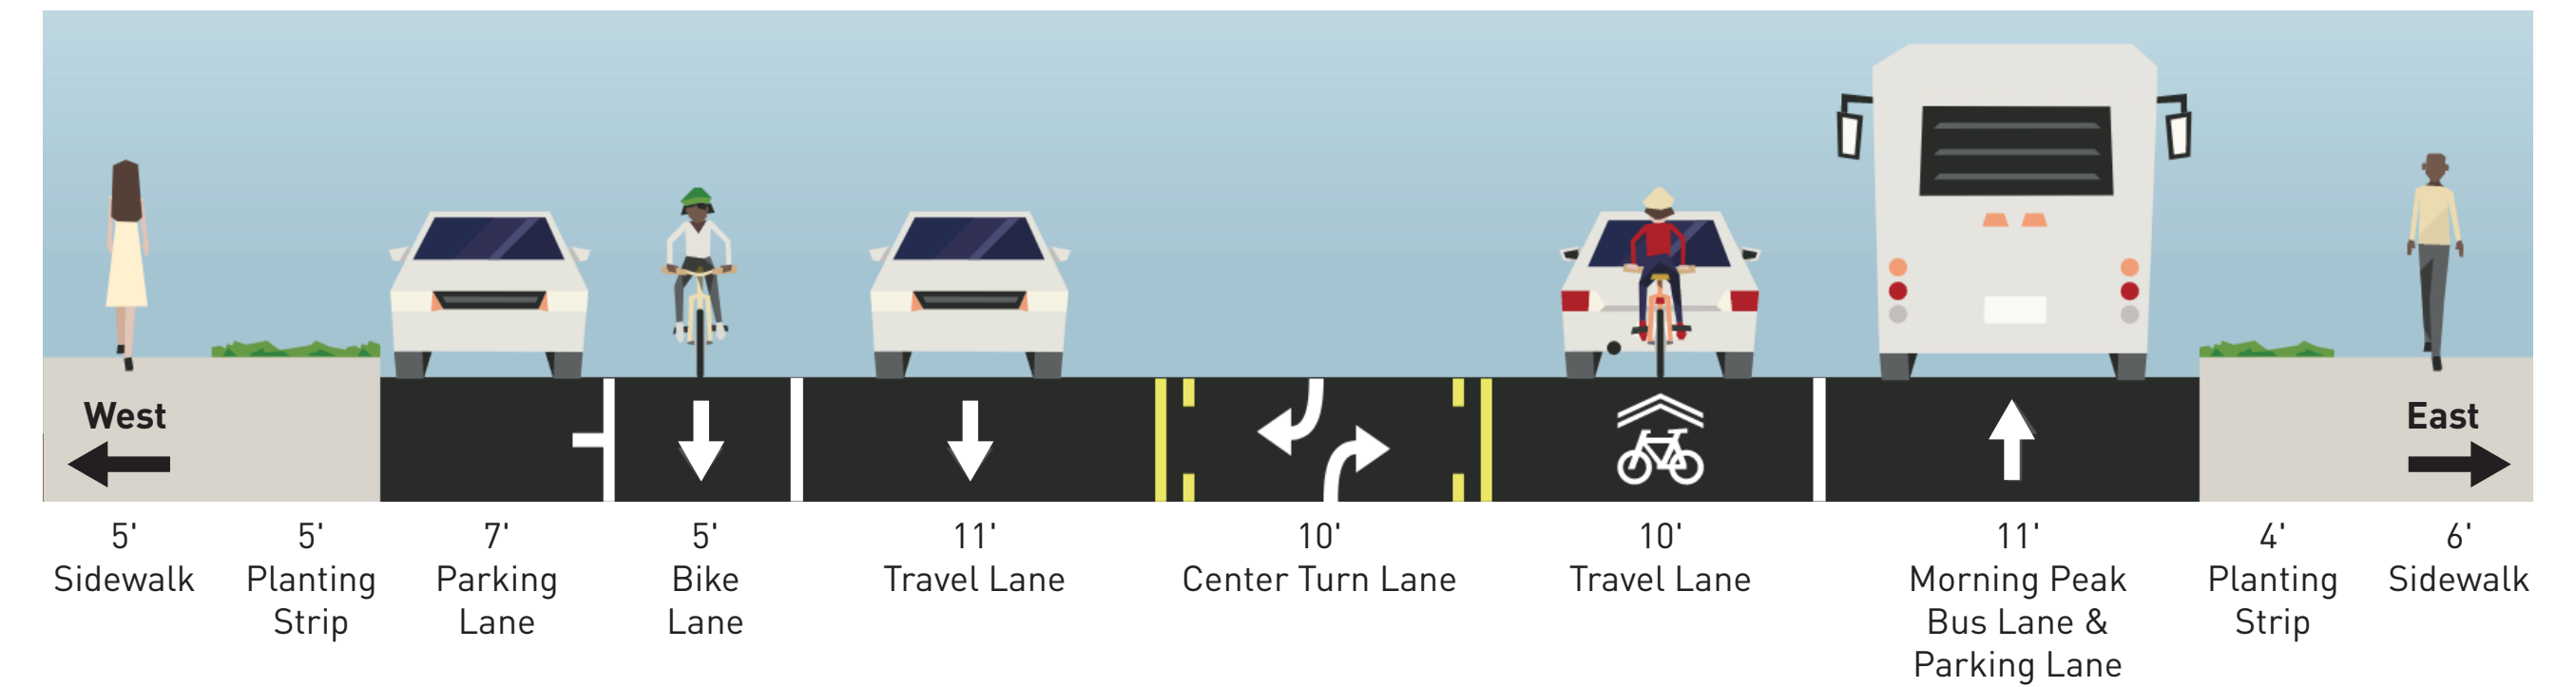 West
East
5' 5' 7' 5' 11' 10' 10' 11' 4' 6'
Sidewalk Planting Parking Bike Travel Lane Center Turn Lane Travel Lane Morning Peak Planting Sidewalk
Strip Lane Lane Bus Lane & Strip
Parking Lane